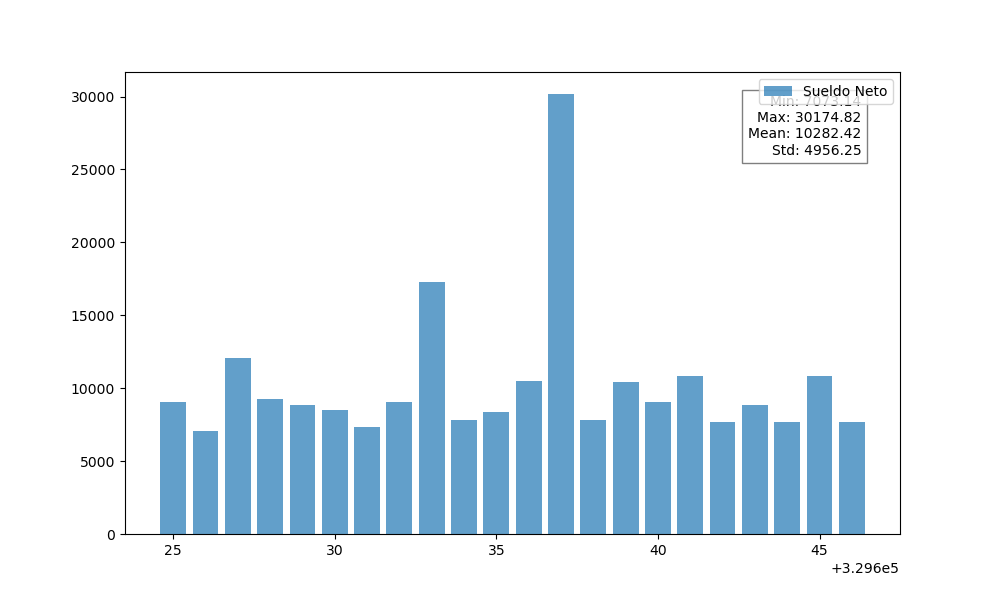 30000
25000
20000
15000
10000
5000
0
Sueldo Neto
Min: 7073.14
Max: 30174.82
Mean: 10282.42
Std: 4956.25
25 30 35 40 45
+3.296e5